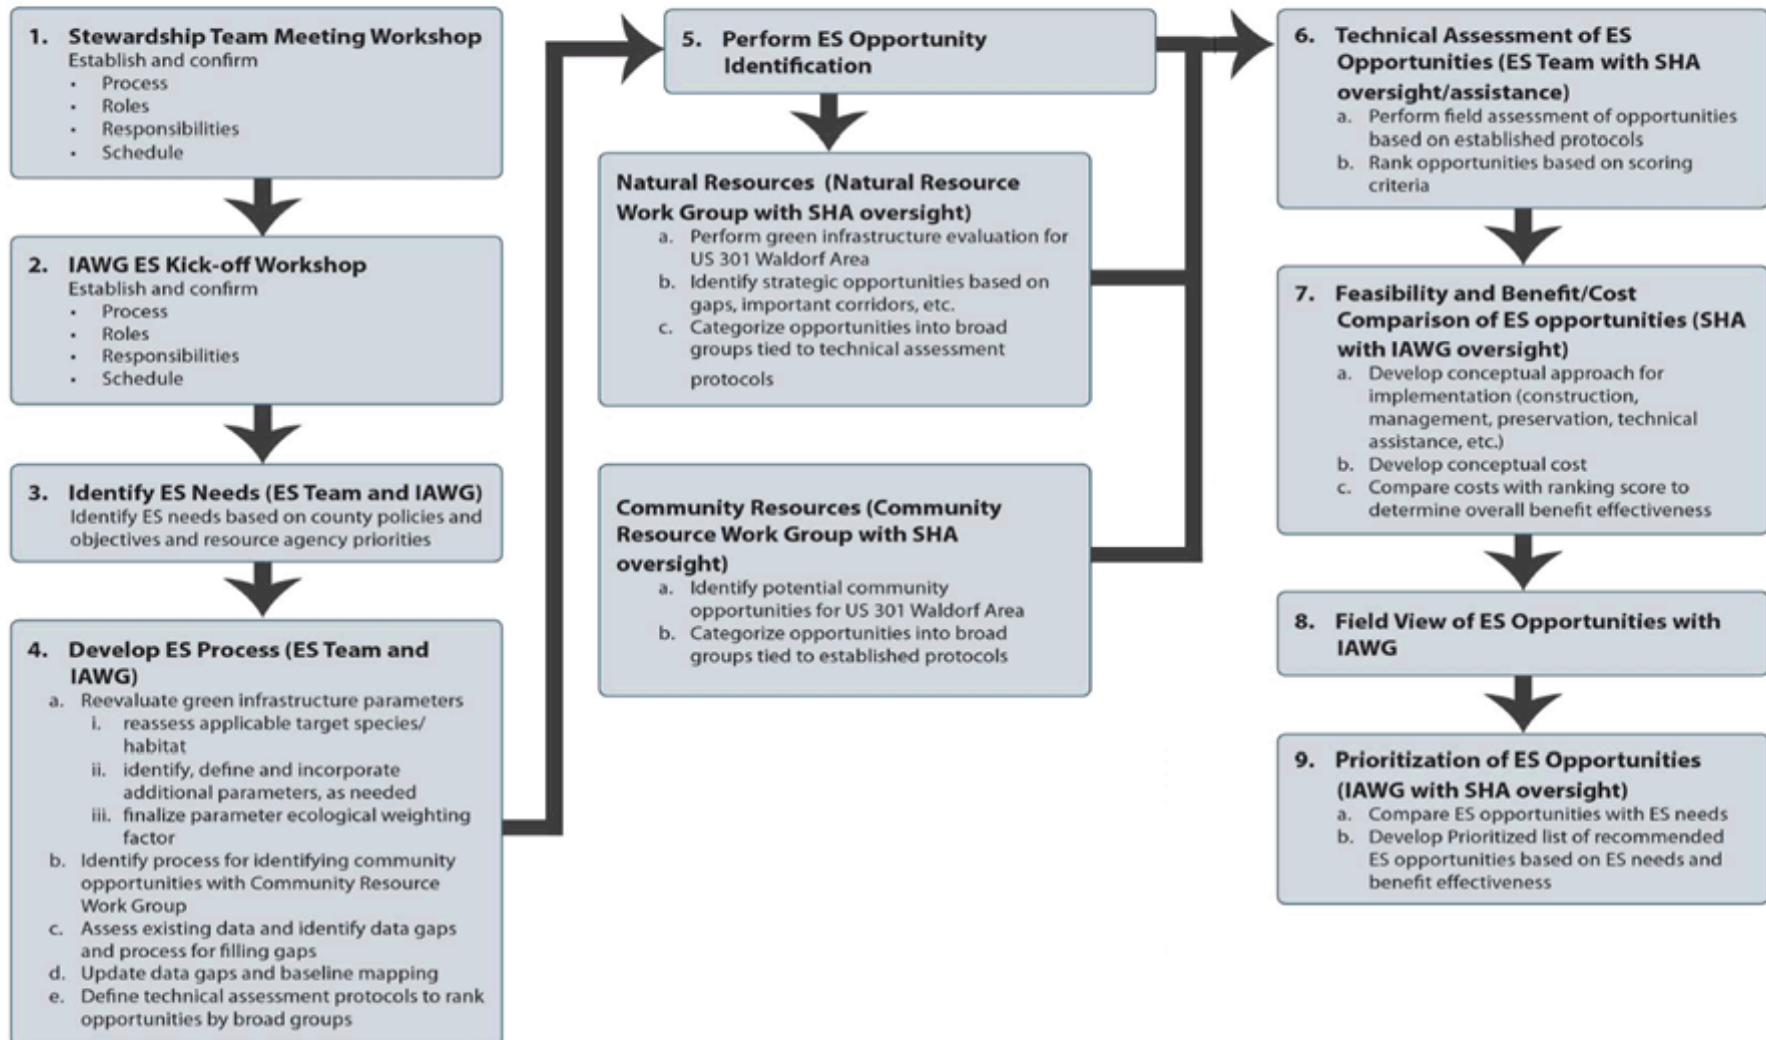 1. Stewardship Team Meeting Workshop
Establish and confirm
• Process
• Roles
• Responsibilities
• Schedule
2. IAWG ES Kick-off Workshop
Establish and confirm
• Process
• Roles
• Responsibilities
• Schedule
3. Identify ES Needs (ES Team and IAWG)
Identify ES needs based on county policies and
objectives and resource agency priorities
4. Develop ES Process (ES Team and
IAWG)
a. Reevaluate green infrastructure parameters
i. reassess applicable target species/
habitat
ii. identify, define and incorporate
additional parameters, as needed
iii. finalize parameter ecological weighting
factor
b. Identify process for identifying community
opportunities with Community Resource
Work Group
c. Assess existing data and identify data gaps
and process for filling gaps
d. Update data gaps and baseline mapping
e. Define technical assessment protocols to rank
opportunities by broad groups
5. Perform ES Opportunity
Identification
Natural Resources (Natural Resource
Work Group with SHA oversight)
a. Perform green infrastructure evaluation for
US 301 Waldorf Area
b. Identify strategic opportunities based on
gaps, important corridors, etc.
c. Categorize opportunities into broad
groups tied to technical assessment
protocols
Community Resources (Community
Resource Work Group with SHA
oversight)
a. Identify potential community
opportunities for US 301 Waldorf Area
b. Categorize opportunities into broad
groups tied to established protocols
6. Technical Assessment of ES
Opportunities (ES Team with SHA
oversight/assistance)
a. Perform field assessment of opportunities
based on established protocols
b. Rank opportunities based on scoring
criteria
7. Feasibility and Benefit/Cost
Comparison of ES opportunities (SHA
with IAWG oversight)
a. Develop conceptual approach for
implementation (construction,
management, preservation, technical
assistance, etc.)
b. Develop conceptual cost
c. Compare costs with ranking score to
determine overall benefit effectiveness
8. Field View of ES Opportunities with
IAWG
9. Prioritization of ES Opportunities
(IAWG with SHA oversight)
a. Compare ES opportunities with ES needs
b. Develop Prioritized list of recommended
ES opportunities based on ES needs and
benefit effectiveness